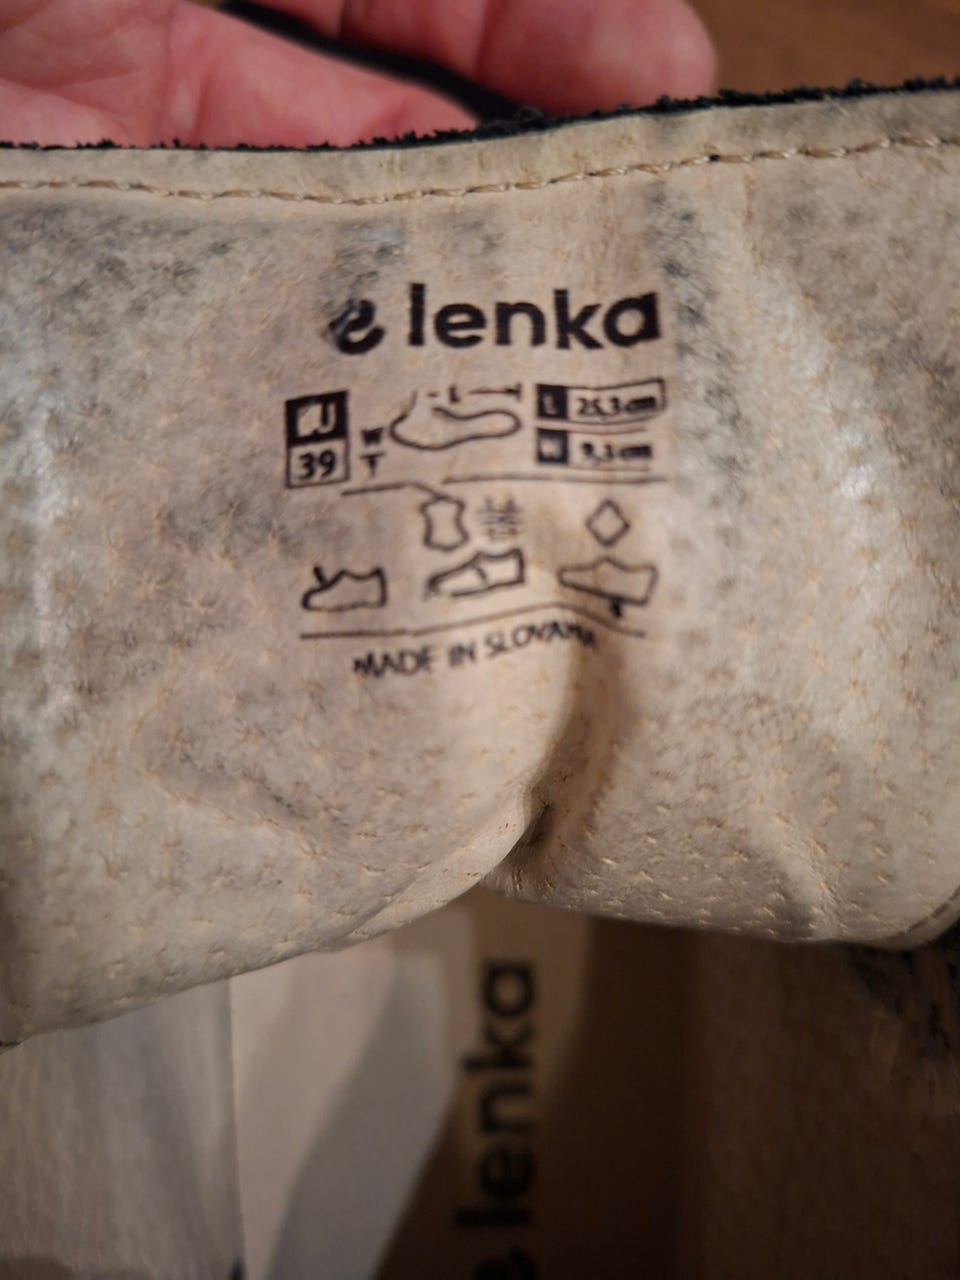 e lenka
EU
39
W
L
L 25,3 cm
W 9,1 cm
MADE IN SLOVAKIA
e lenka